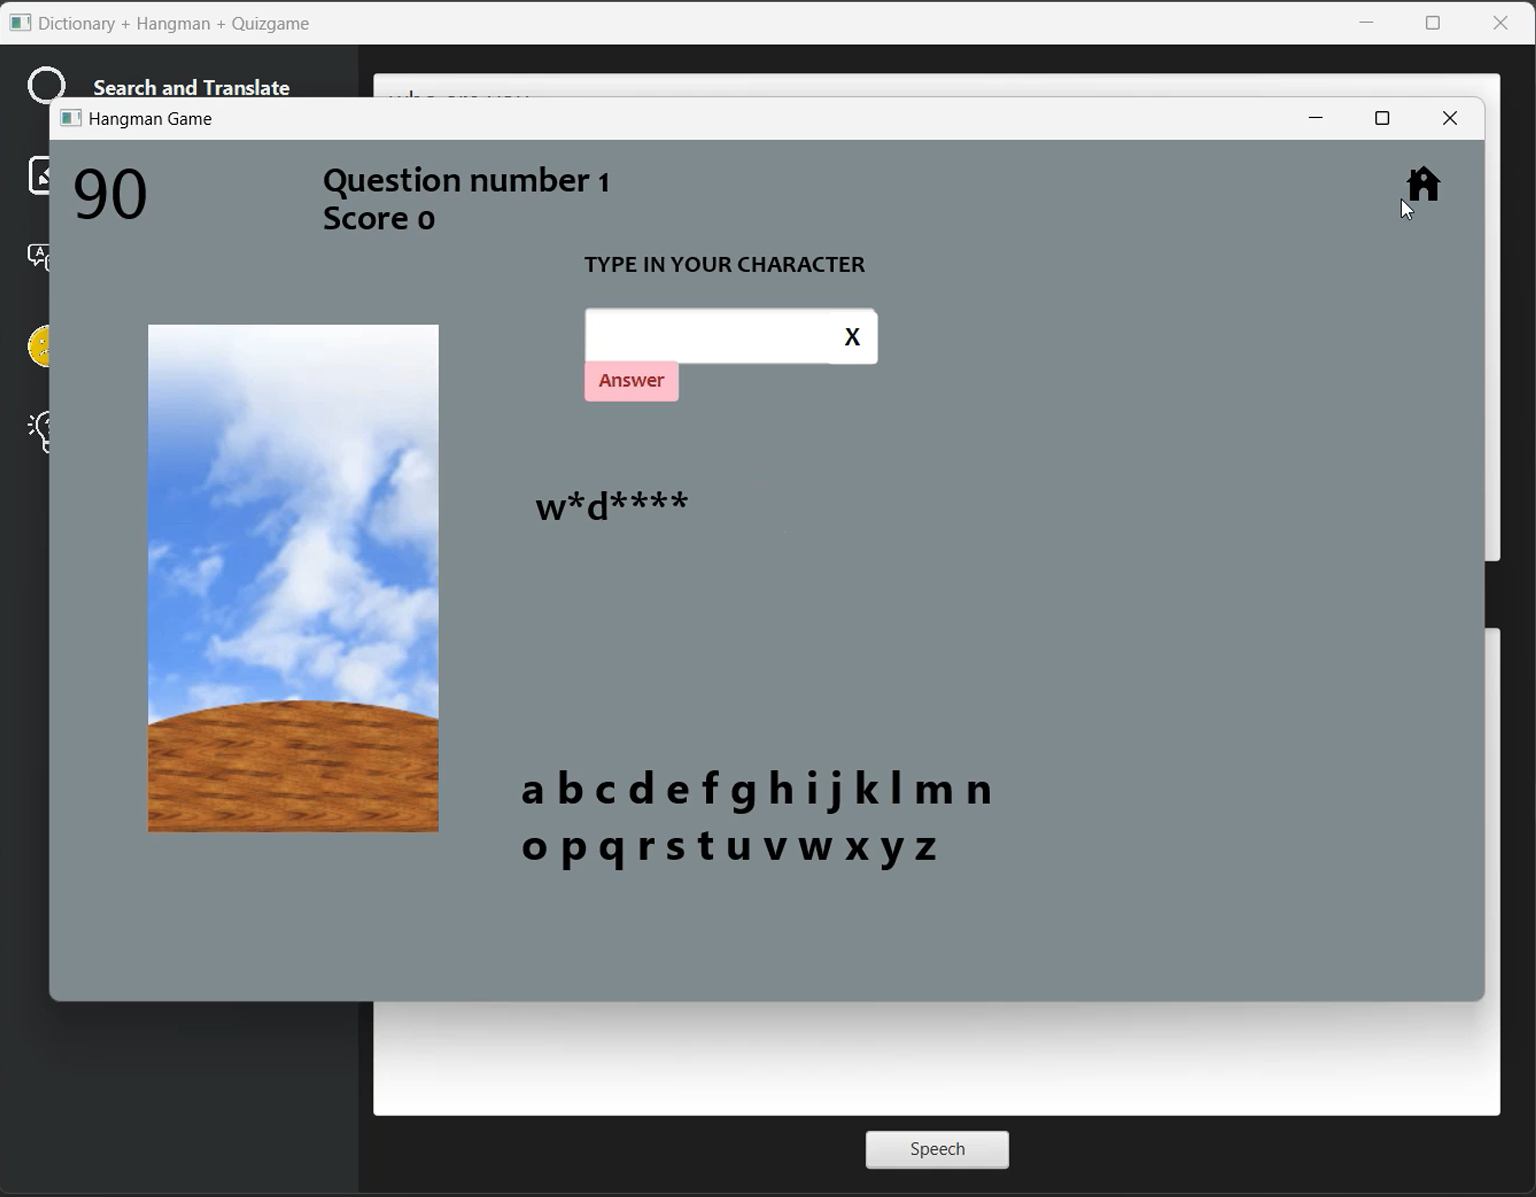 Dictionary + Hangman + Quizgame
Search and Translate
Hangman Game
90
Question number 1
Score 0
TYPE IN YOUR CHARACTER
X
Answer
w*d****
a b c d e f g h i j k l m n
o p q r s t u v w x y z
Speech